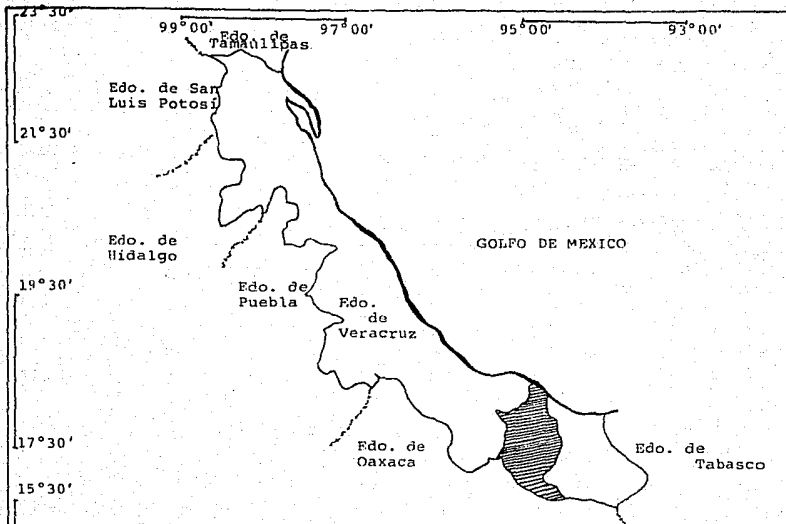 23°30'
99°00'
97°00'
95°00'
93°00'
Edo. de
Tamaulipas
Edo. de San
Luis Potosí
21°30'
Edo. de
Hidalgo
GOLFO DE MEXICO
19°30'
Edo. de
Puebla
Edo.
de
Veracruz
17°30'
Edo. de
Oaxaca
Edo. de
Tabasco
15°30'